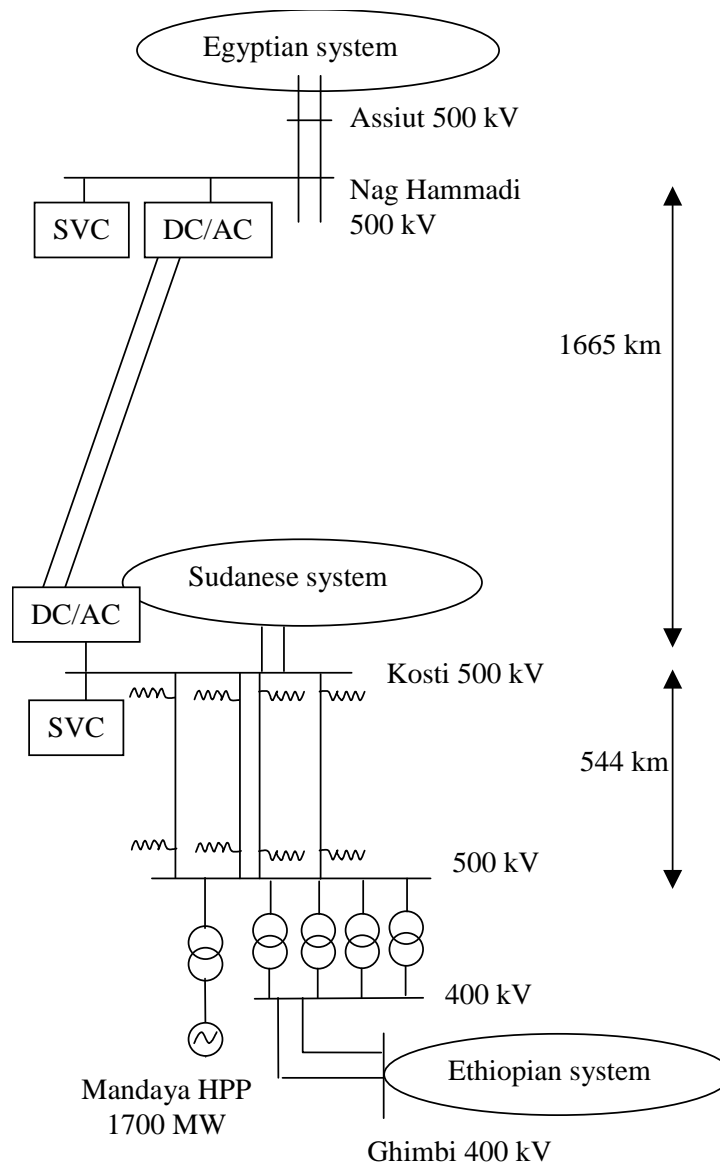 Egyptian system
Assiut 500 kV
Nag Hammadi
500 kV
SVC
DC/AC
1665 km
Sudanese system
DC/AC
Kosti 500 kV
SVC
544 km
500 kV
400 kV
Mandaya HPP
1700 MW
Ethiopian system
Ghimbi 400 kV